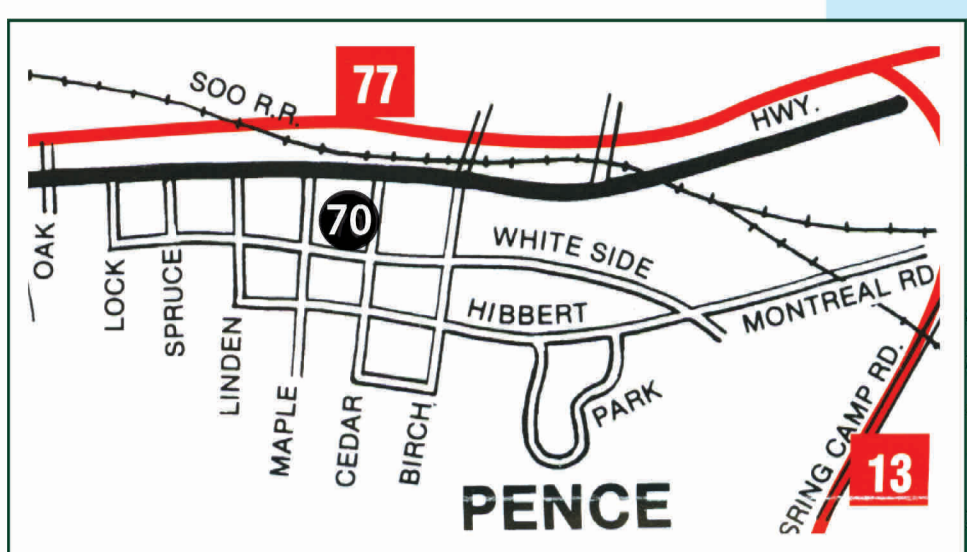 77
SOO R.R.
HWY.
70
OAK
LOCK
SPRUCE
LINDEN
MAPLE
CEDAR
BIRCH
WHITE SIDE
HIBBERT
MONTREAL RD.
PARK
SRING CAMP RD.
13
PENCE